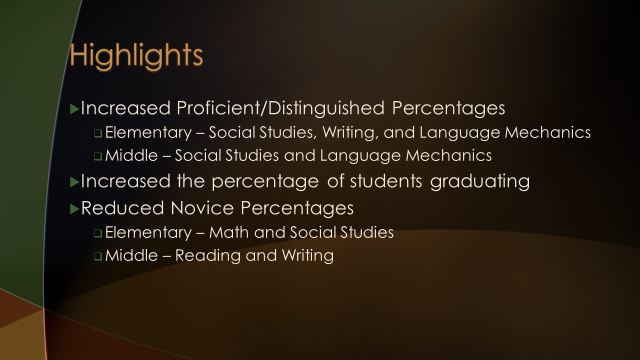 Highlights
Increased Proficient/Distinguished Percentages
Elementary – Social Studies, Writing, and Language Mechanics
Middle – Social Studies and Language Mechanics
Increased the percentage of students graduating
Reduced Novice Percentages
Elementary – Math and Social Studies
Middle – Reading and Writing